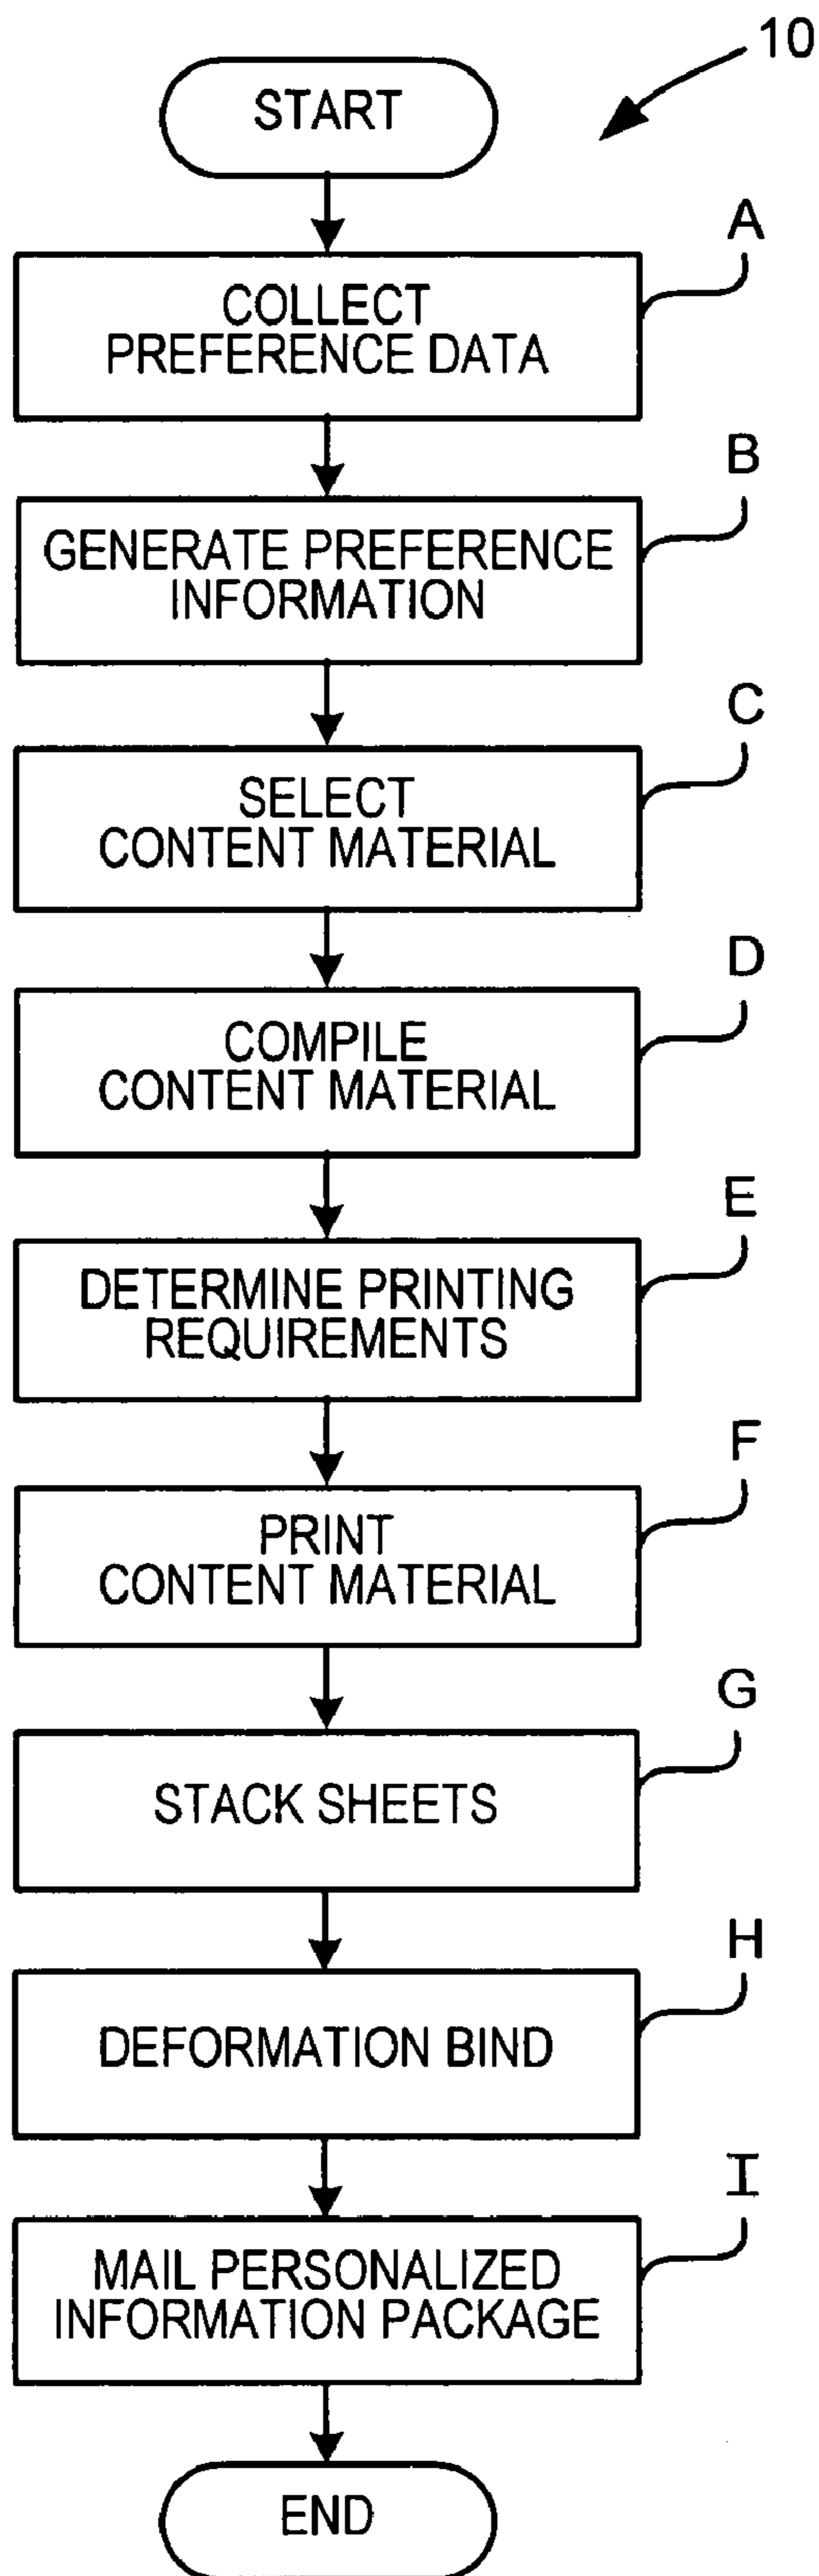 10
START
A
COLLECT
PREFERENCE DATA
B
GENERATE PREFERENCE
INFORMATION
C
SELECT
CONTENT MATERIAL
D
COMPILE
CONTENT MATERIAL
E
DETERMINE PRINTING
REQUIREMENTS
F
PRINT
CONTENT MATERIAL
G
STACK SHEETS
H
DEFORMATION BIND
I
MAIL PERSONALIZED
INFORMATION PACKAGE
END